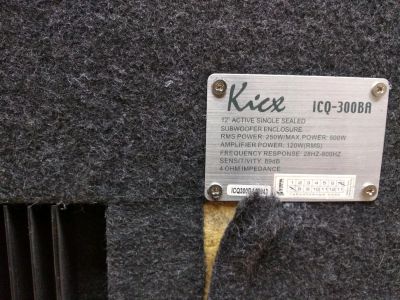 Kicx ICQ-300BA
12" ACTIVE SINGLE SEALED
SUBWOOFER ENCLOSURE
RMS POWER: 250W/MAX.POWER: 600W
AMPLIFIER POWER: 120W(RMS)
FREQUENCY RESPONSE: 28HZ-800HZ
SENSITIVITY: 89dB
4 OHM IMPEDANCE